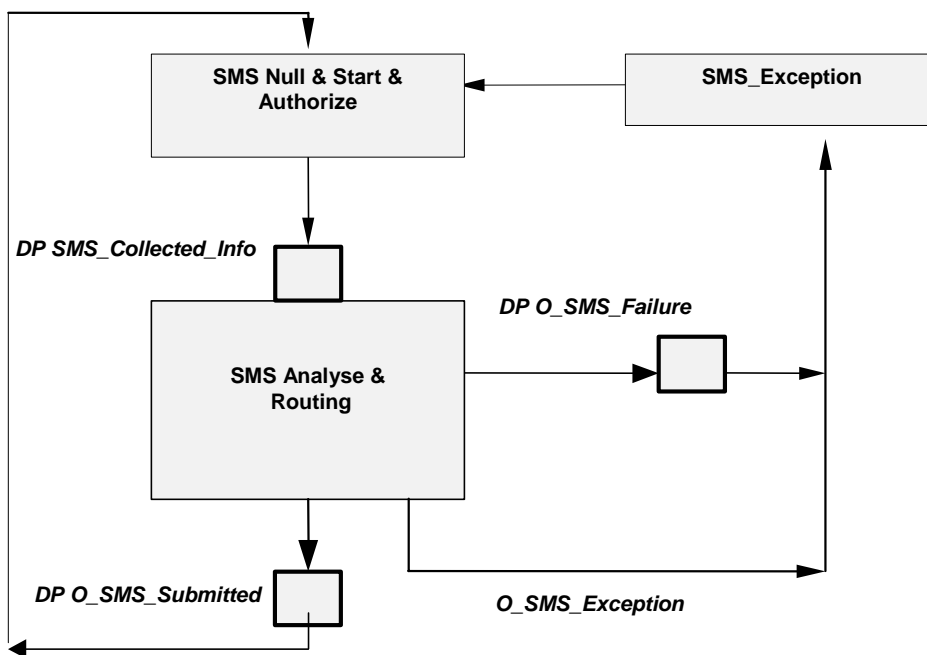 SMS Null & Start &
Authorize
SMS_Exception
DP SMS_Collected_Info
DP O_SMS_Failure
SMS Analyse &
Routing
DP O_SMS_Submitted
O_SMS_Exception